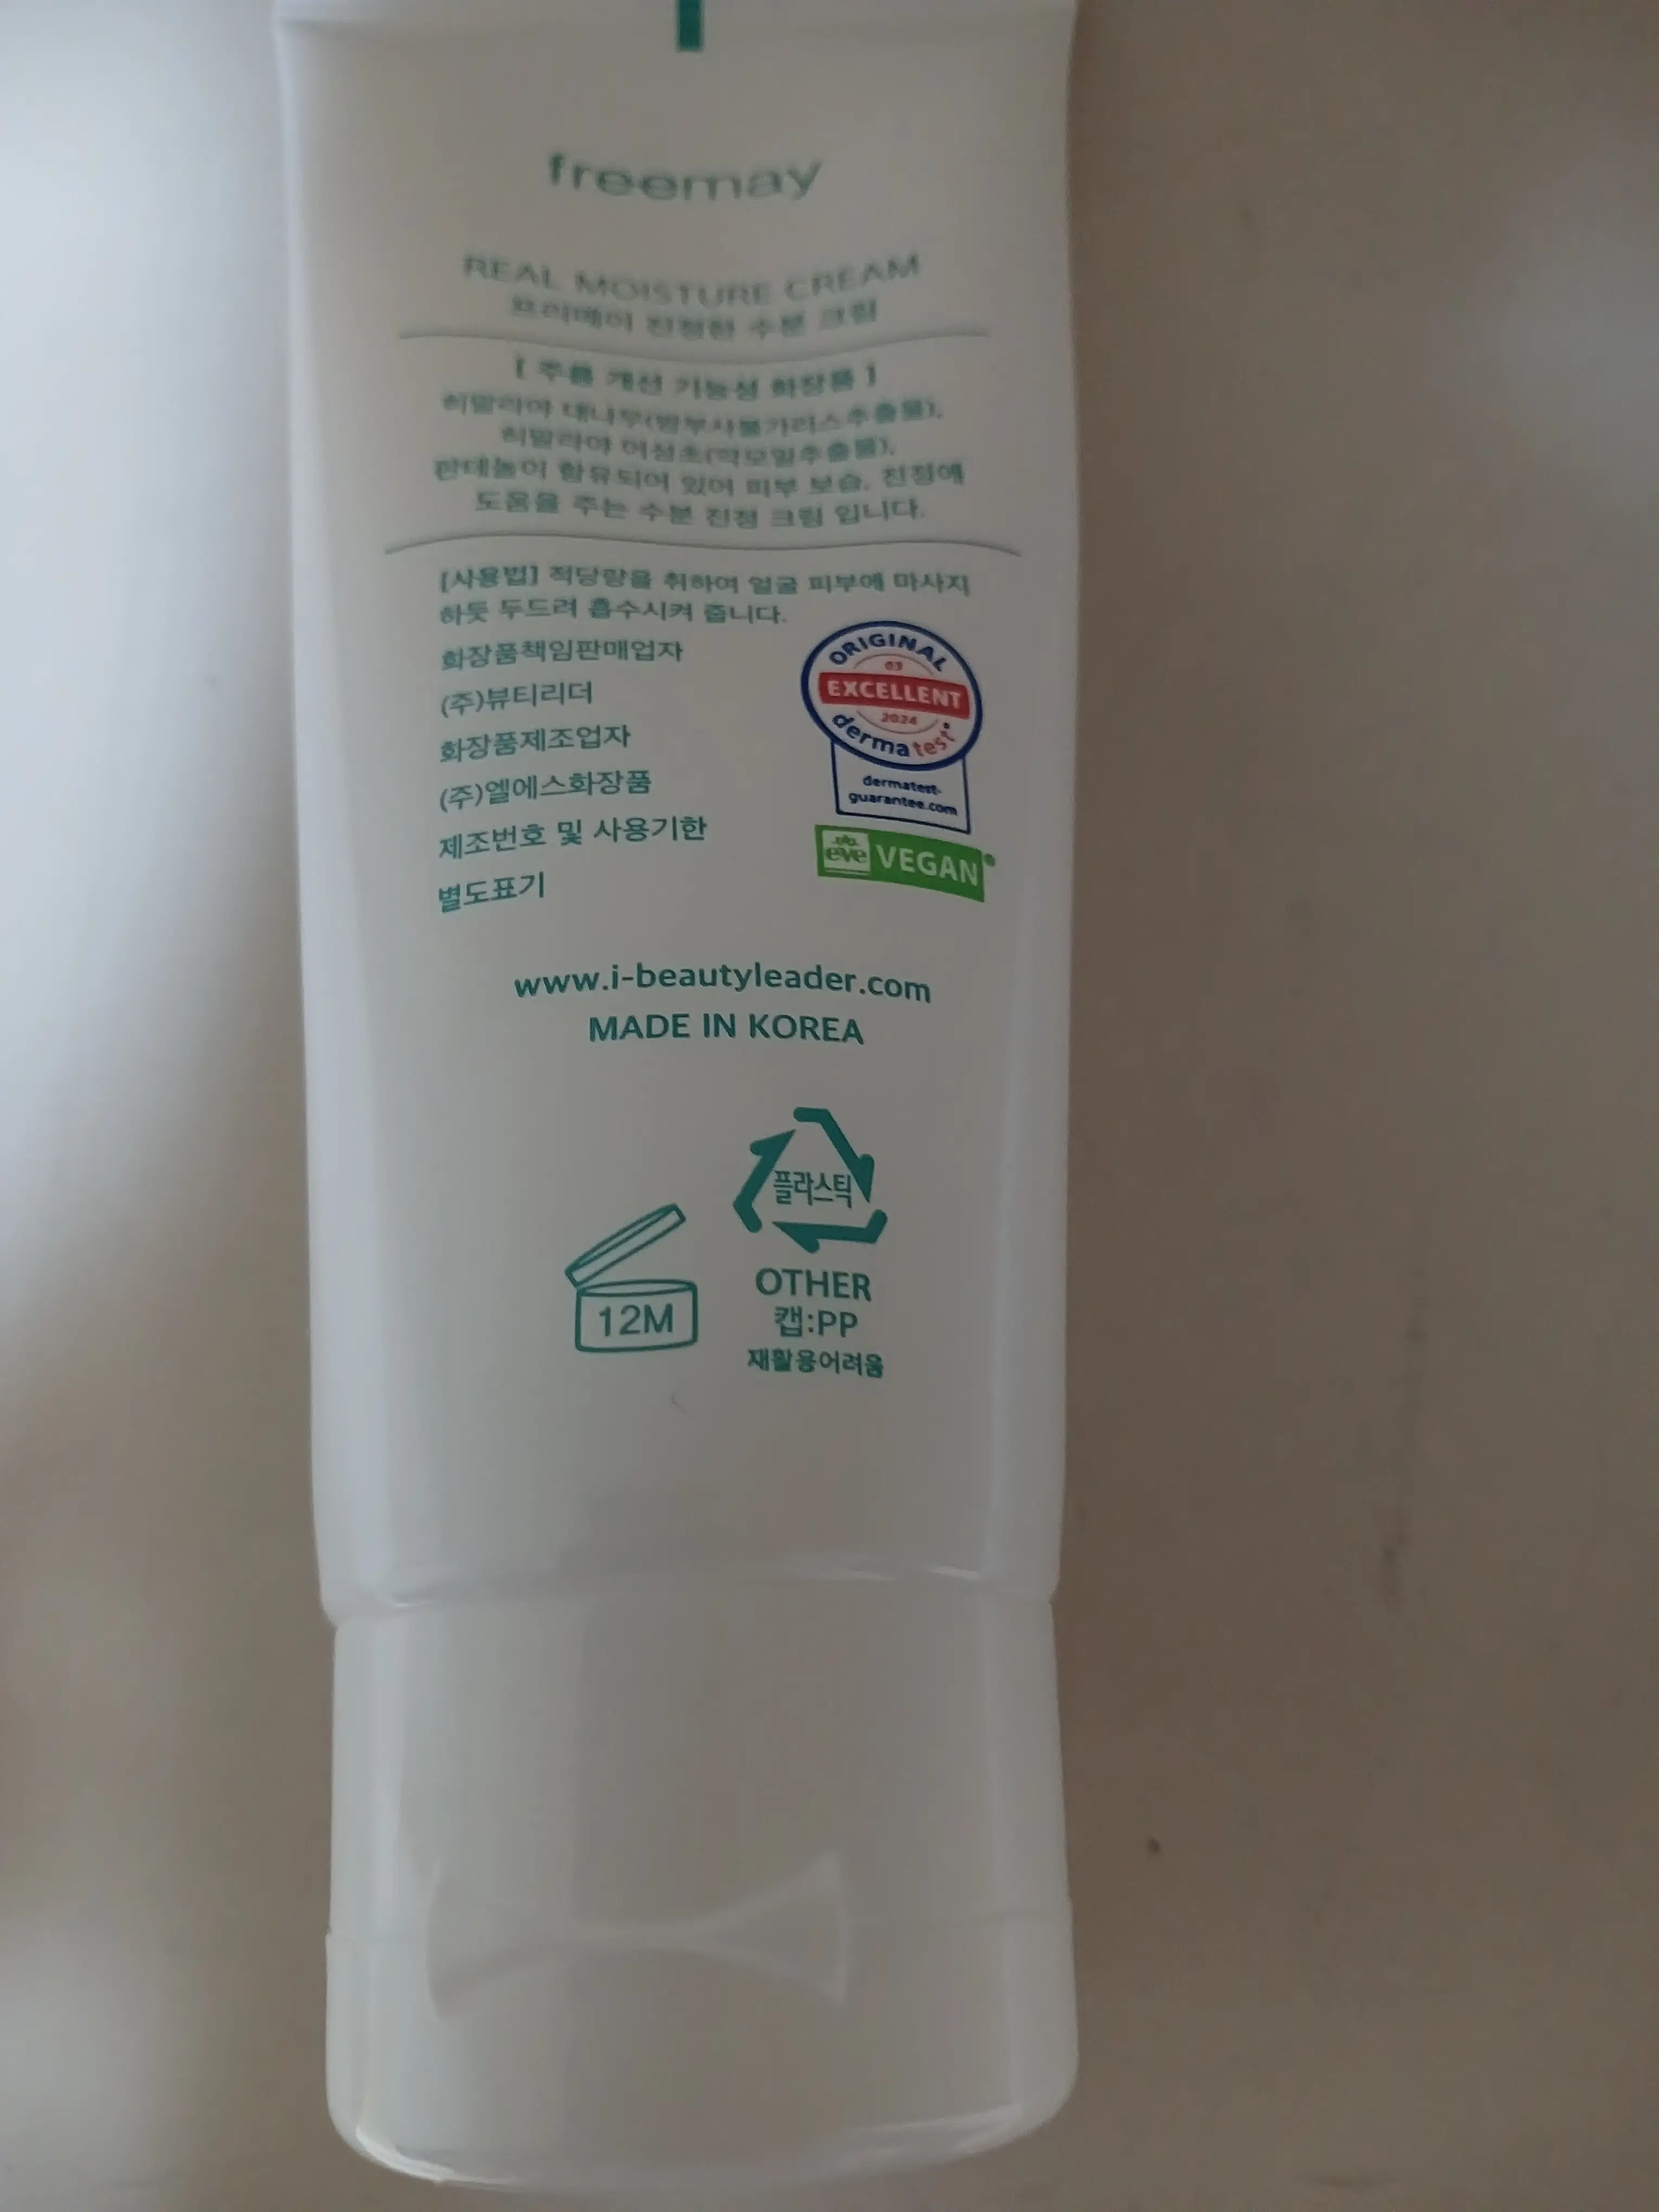 freemay
REAL MOISTURE CREAM
프리메이 진정한 수분 크림
[ 주름 개선 기능성 화장품 ]
히말라야 대나무(밤부사불가리스추출물),
히말라야 어성초(약모밀추출물),
판테놀이 함유되어 있어 피부 보습, 진정에
도움을 주는 수분 진정 크림 입니다.
[사용법] 적당량을 취하여 얼굴 피부에 마사지
하듯 두드려 흡수시켜 줍니다.
화장품책임판매업자
(주)뷰티리더
화장품제조업자
(주)엘에스화장품
제조번호 및 사용기한
별도표기
ORIGINAL
03
EXCELLENT
2024
dermatest®
dermatest-
guarantee.com
eve VEGAN®
www.i-beautyleader.com
MADE IN KOREA
플라스틱
OTHER
캡:PP
재활용어려움
12M